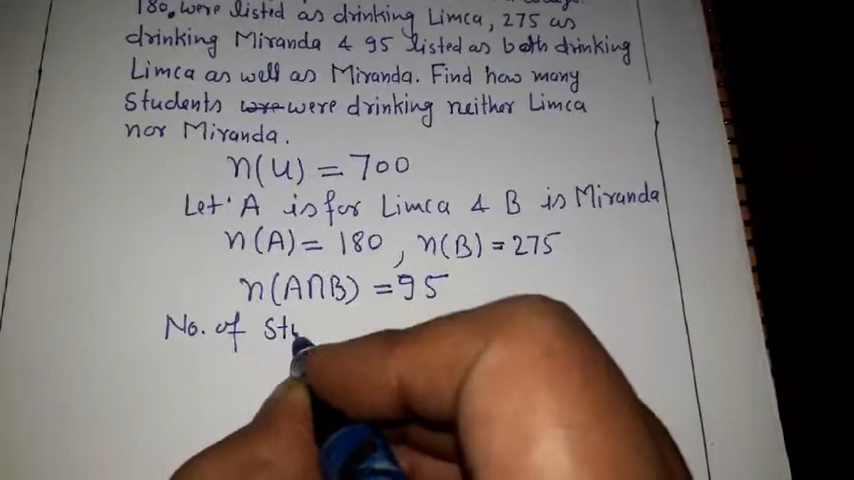 180, were listed as drinking Limca, 275 as
drinking Miranda & 95 listed as both drinking
Limca as well as Miranda. Find how many
students were were drinking neither Limca
nor Miranda.
n(U) = 700
Let A is for Limca & B is Miranda
n(A) = 180, n(B) = 275
n(A∩B) = 95
No. of Stu